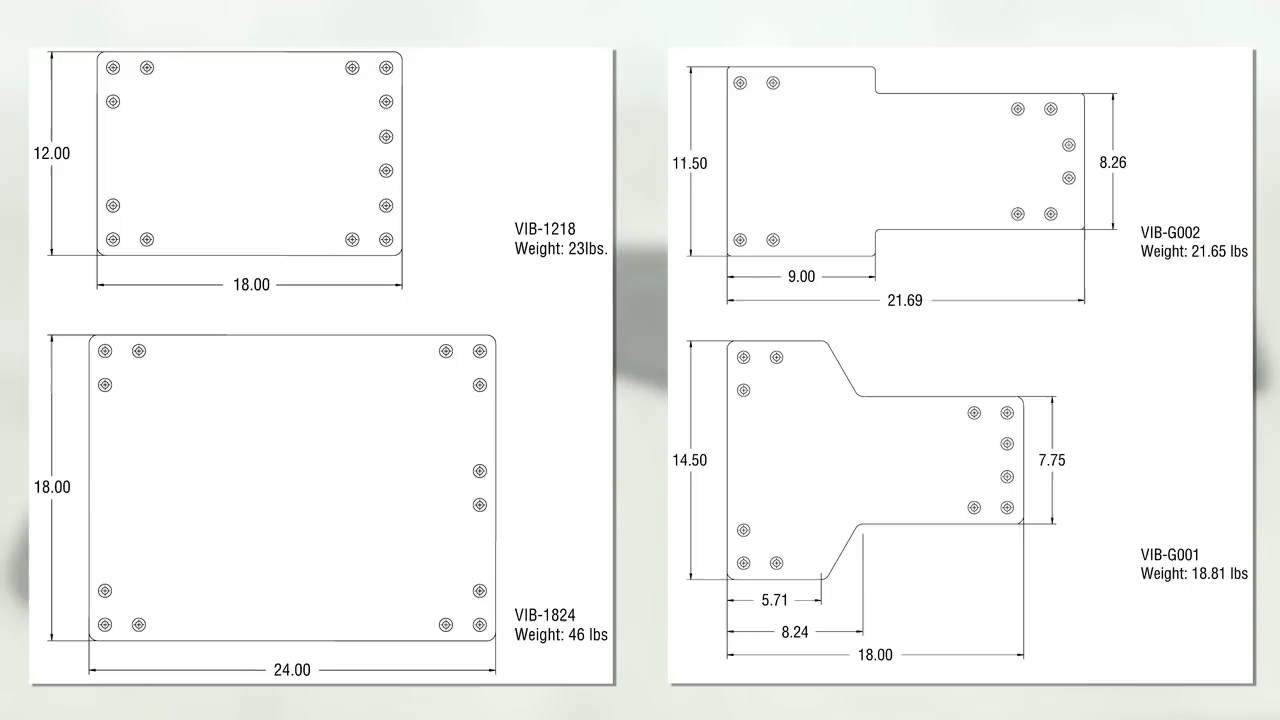 12.00
VIB-1218
Weight: 23lbs.
18.00
18.00
VIB-1824
Weight: 46 lbs
24.00
11.50
8.26
VIB-G002
Weight: 21.65 lbs
9.00
21.69
14.50
7.75
VIB-G001
Weight: 18.81 lbs
5.71
8.24
18.00